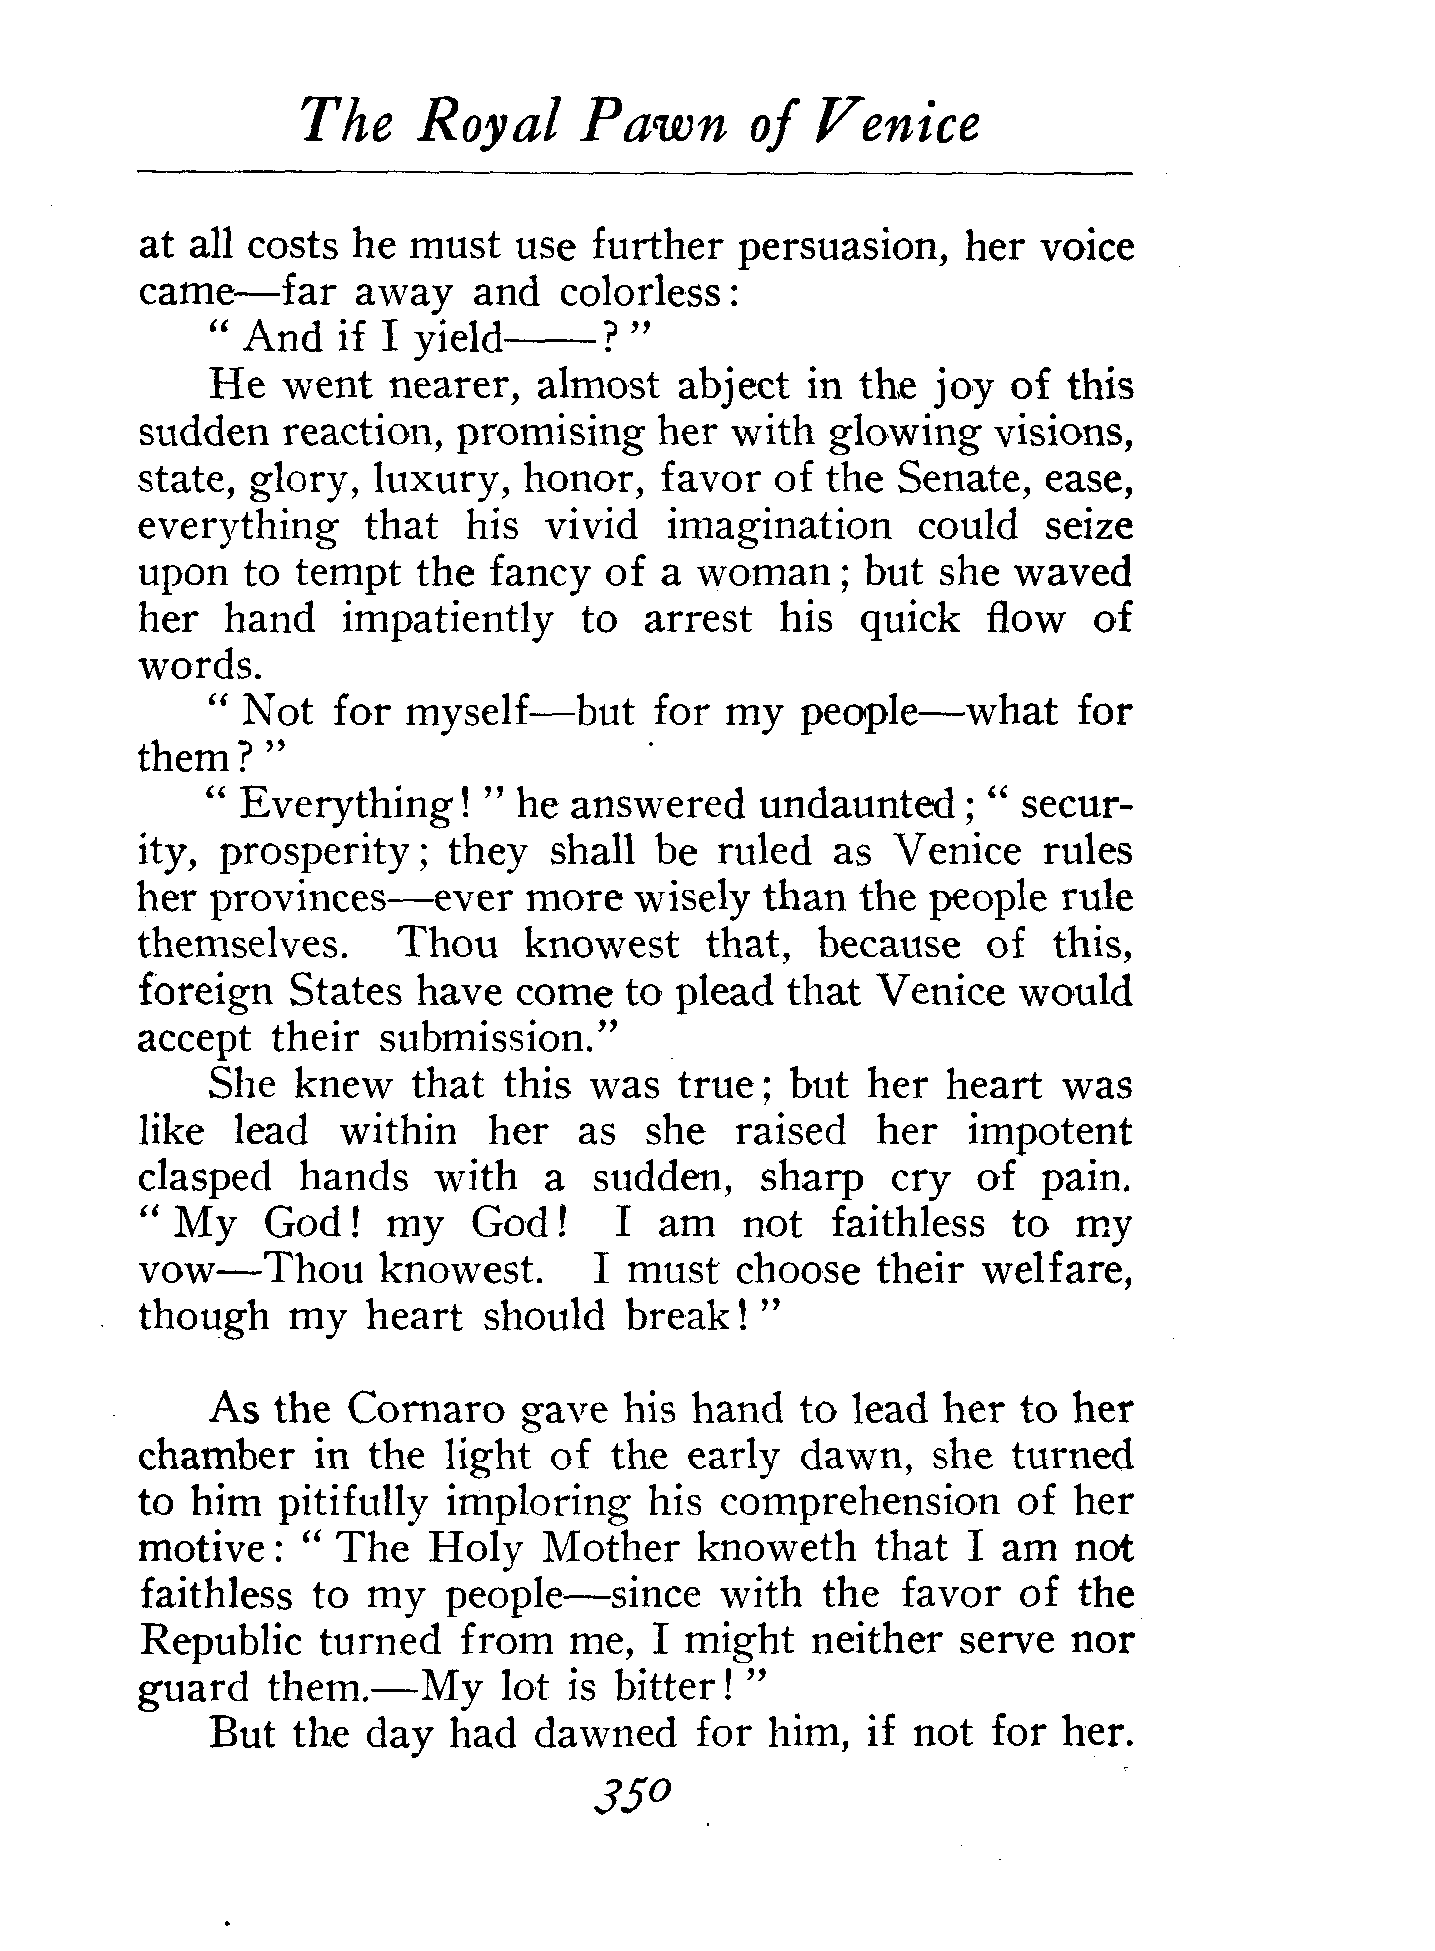 The Royal Pawn of Venice
at all costs he must use further persuasion, her voice
came—far away and colorless:
" And if I yield——? "
He went nearer, almost abject in the joy of this
sudden reaction, promising her with glowing visions,
state, glory, luxury, honor, favor of the Senate, ease,
everything that his vivid imagination could seize
upon to tempt the fancy of a woman; but she waved
her hand impatiently to arrest his quick flow of
words.
" Not for myself—but for my people—what for
them? "
" Everything! " he answered undaunted; " secur-
ity, prosperity; they shall be ruled as Venice rules
her provinces—ever more wisely than the people rule
themselves. Thou knowest that, because of this,
foreign States have come to plead that Venice would
accept their submission."
She knew that this was true; but her heart was
like lead within her as she raised her impotent
clasped hands with a sudden, sharp cry of pain.
" My God! my God! I am not faithless to my
vow—Thou knowest. I must choose their welfare,
though my heart should break! "
As the Cornaro gave his hand to lead her to her
chamber in the light of the early dawn, she turned
to him pitifully imploring his comprehension of her
motive: " The Holy Mother knoweth that I am not
faithless to my people—since with the favor of the
Republic turned from me, I might neither serve nor
guard them.—My lot is bitter! "
But the day had dawned for him, if not for her.
350